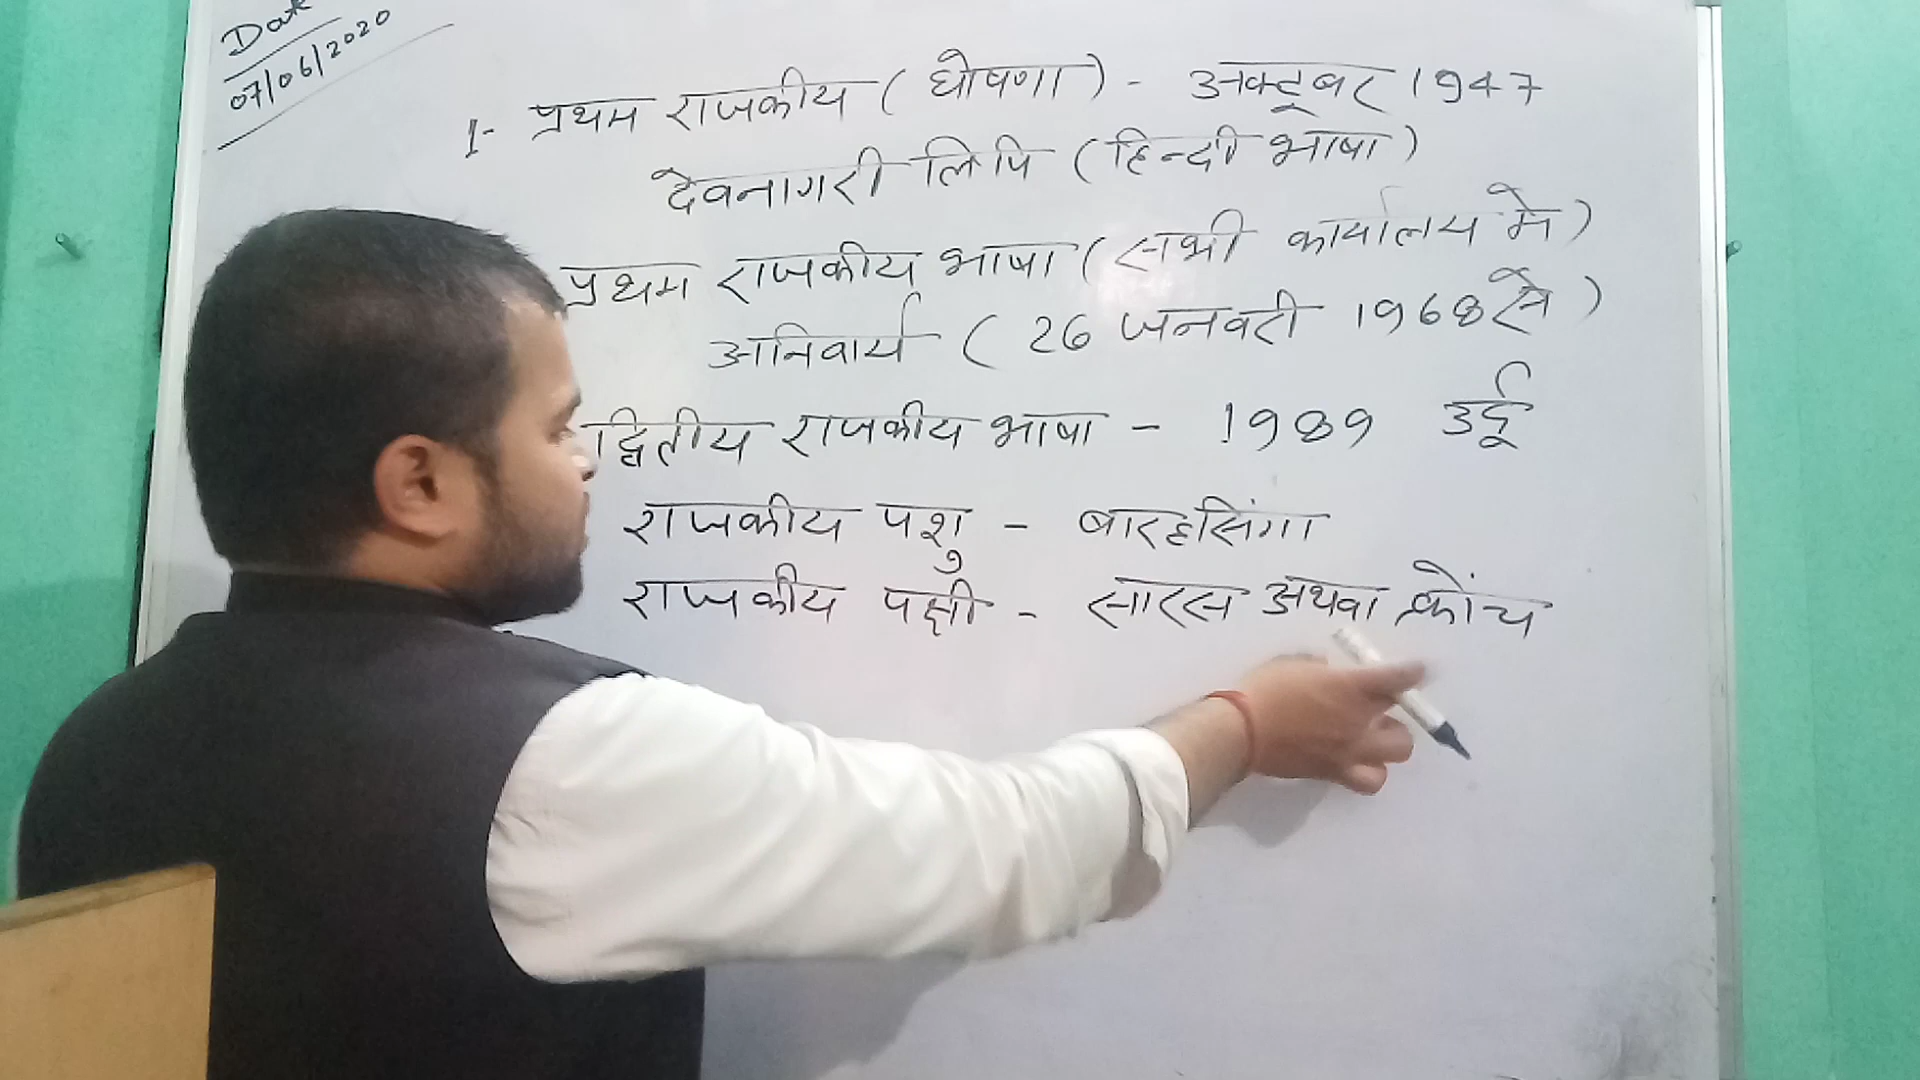 Date
07/06/2020
1- प्रथम राजकीय (घोषणा) - अक्टूबर 1947
देवनागरी लिपि (हिन्दी भाषा)
प्रथम राजकीय भाषा (सभी कार्यालय में)
अनिवार्य ( 26 जनवरी 1968 से )
द्वितीय राजकीय भाषा - 1989 उर्दू
राजकीय पशु - बारहसिंगा
राजकीय पक्षी - सारस अथवा क्रोंच